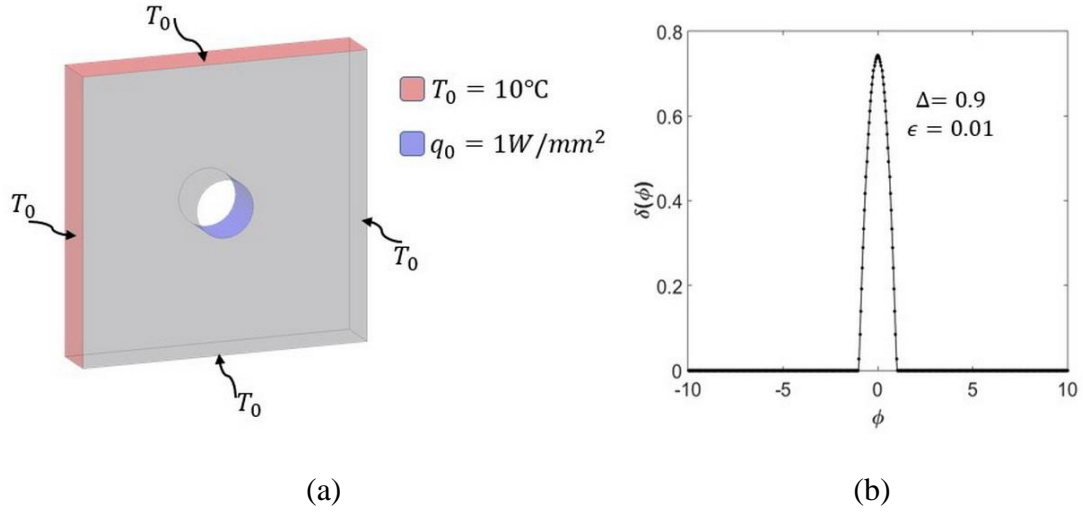 T₀
T₀
T₀
T₀
T₀ = 10°C
q₀ = 1W/mm²
(a)
0.8
0.6
0.4
0.2
0
δ(ϕ)
Δ= 0.9
ϵ = 0.01
-10 -5 0 5 10
ϕ
(b)